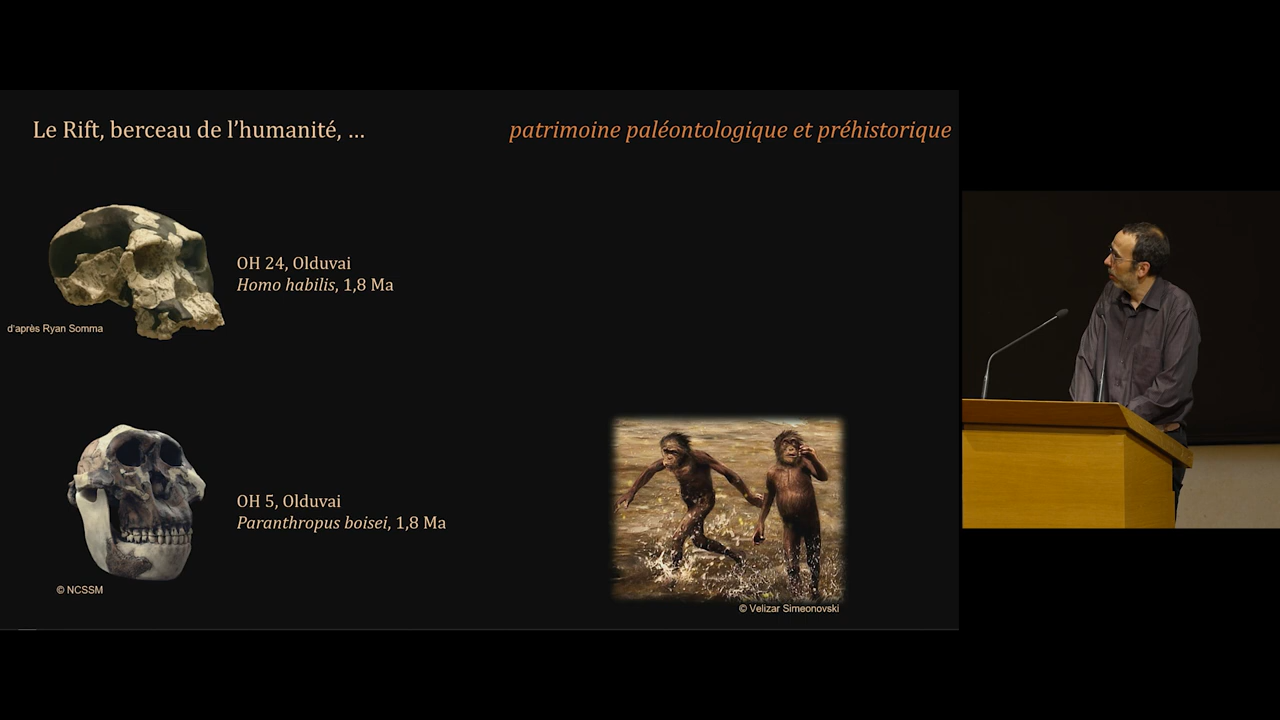 Le Rift, berceau de l’humanité, …
patrimoine paléontologique et préhistorique
OH 24, Olduvai
Homo habilis, 1,8 Ma
d’après Ryan Somma
OH 5, Olduvai
Paranthropus boisei, 1,8 Ma
© NCSSM
© Velizar Simeonovski